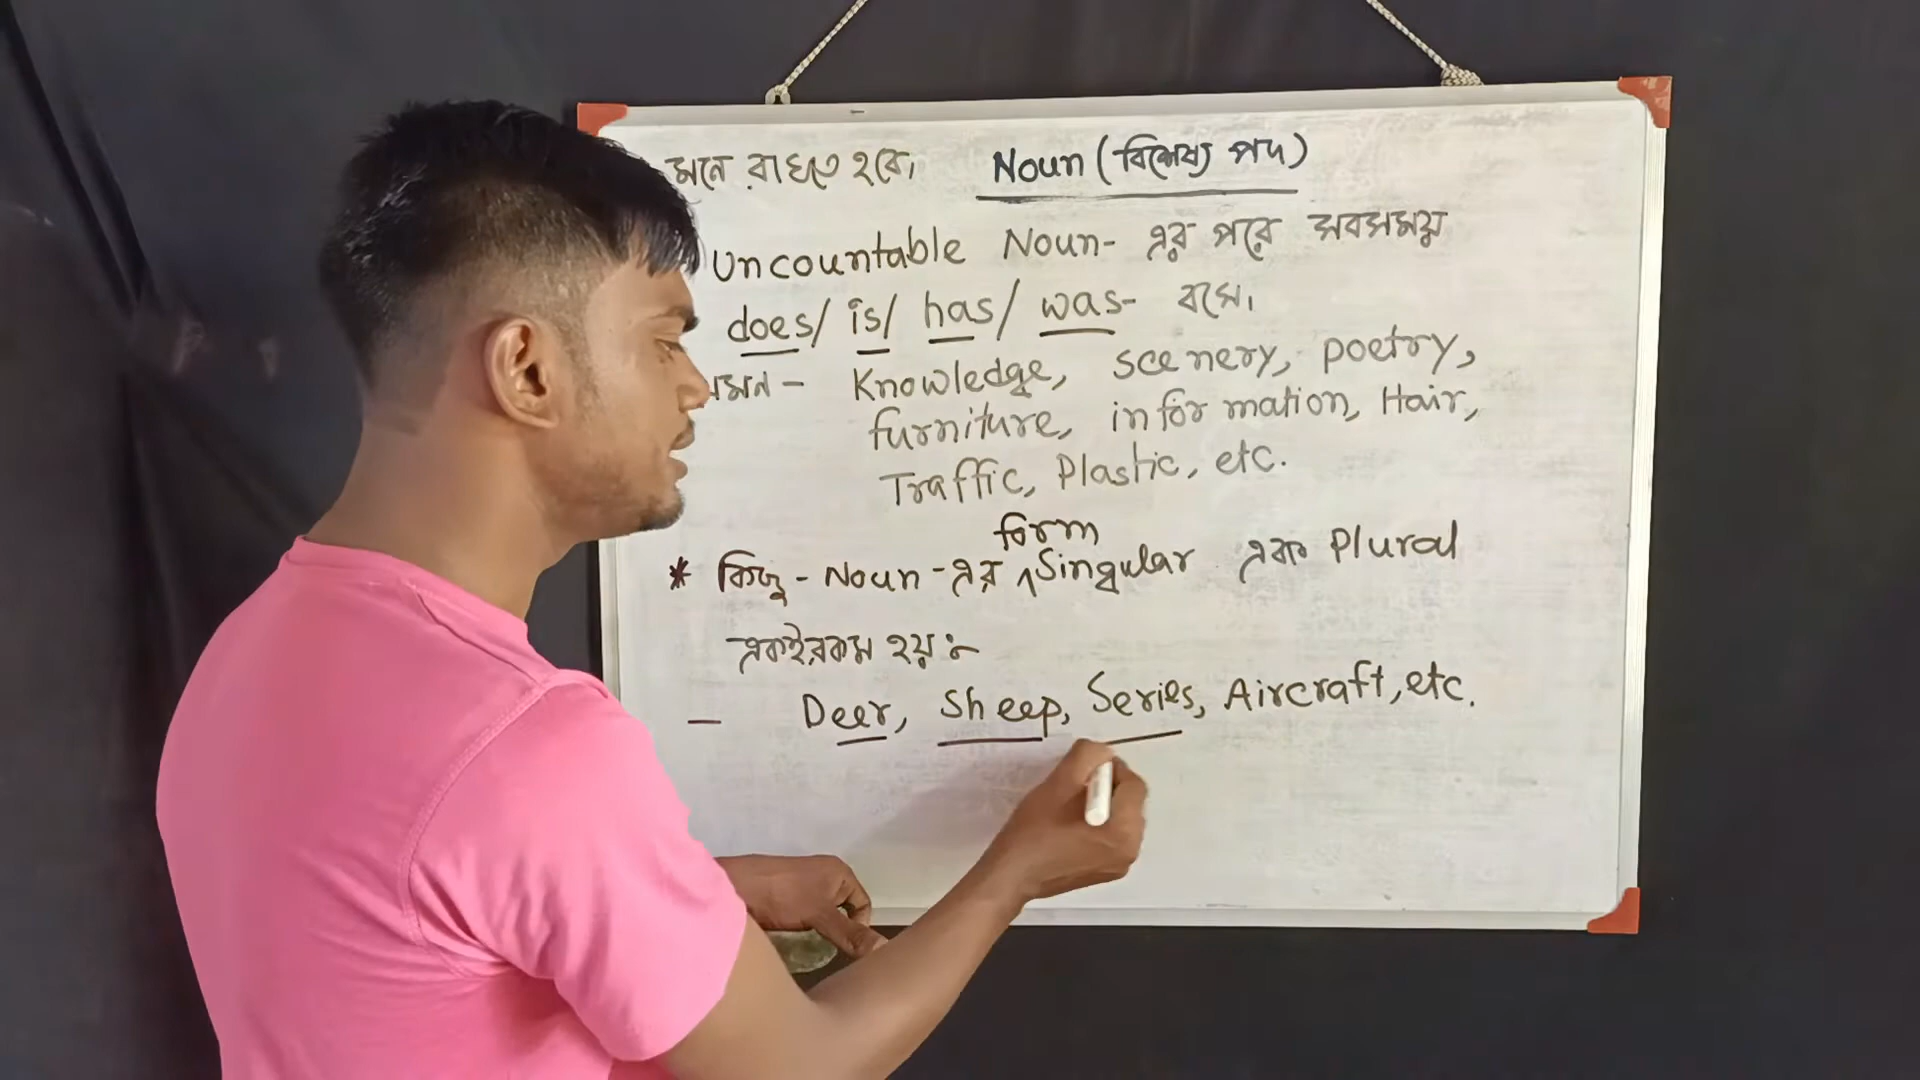 মনে রাখতে হবে।
Noun (বিশেষ্য পদ)
Uncountable Noun- এর পরে সবসময়
does/ is/ has/ was- বসে।
যেমন - Knowledge, scenery, poetry,
furniture, information, Hair,
Traffic, Plastic, etc.
form
* কিছু - Noun - এর ^Singular এবং Plural
একইরকম হয়ঃ-
— Deer, Sheep, Series, Aircraft, etc.